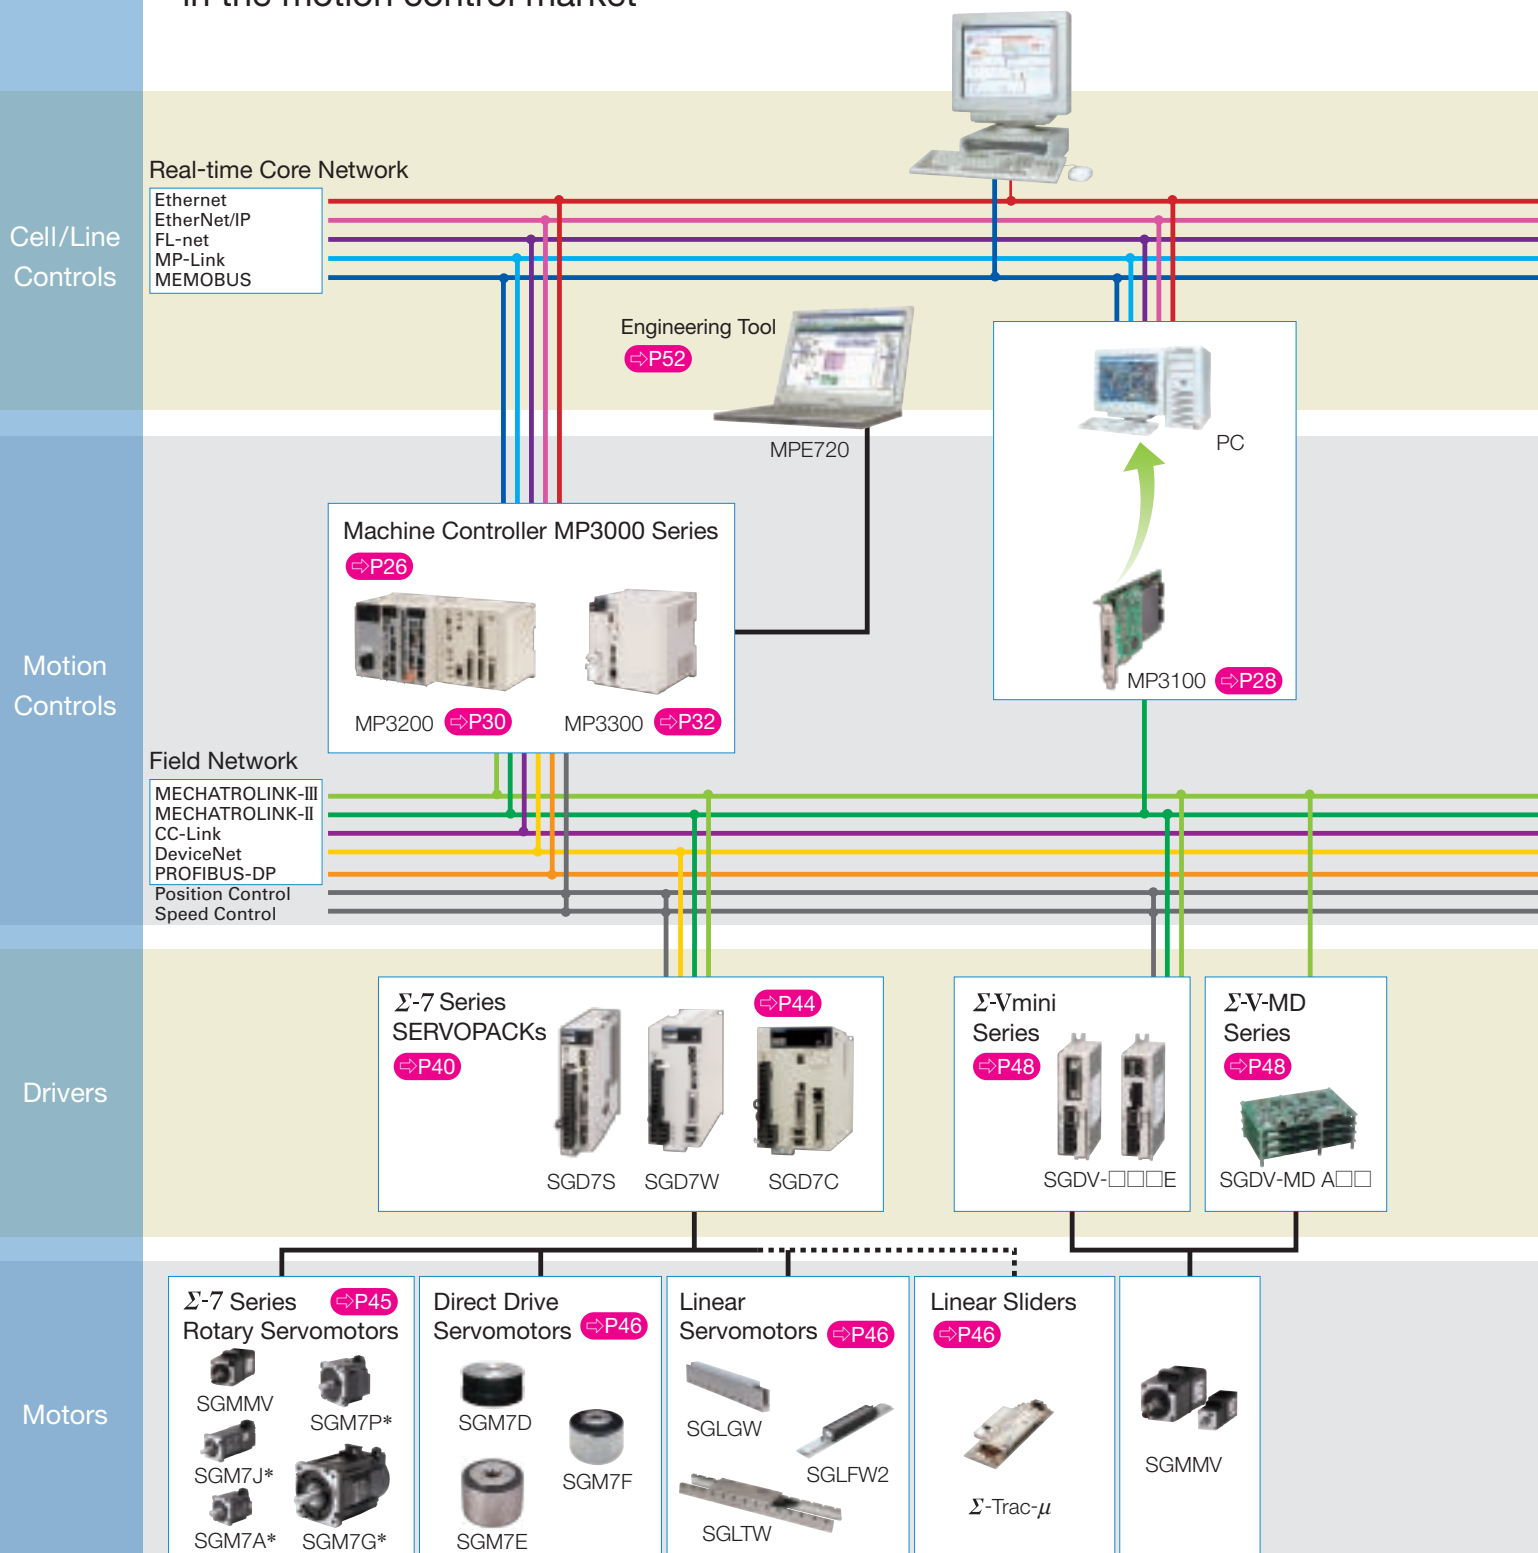 in the motion control market
Cell/Line
Controls
Real-time Core Network
Ethernet
EtherNet/IP
FL-net
MP-Link
MEMOBUS
Engineering Tool
⇨P52
MPE720
PC
MP3100 ⇨P28
Motion
Controls
Machine Controller MP3000 Series
⇨P26
MP3200 ⇨P30
MP3300 ⇨P32
Field Network
MECHATROLINK-III
MECHATROLINK-II
CC-Link
DeviceNet
PROFIBUS-DP
Position Control
Speed Control
Drivers
Σ-7 Series
SERVOPACKs
⇨P40
⇨P44
SGD7S
SGD7W
SGD7C
Σ-Vmini
Series
⇨P48
SGDV-□□□E
Σ-V-MD
Series
⇨P48
SGDV-MD A□□
Motors
Σ-7 Series ⇨P45
Rotary Servomotors
SGMMV
SGM7P*
SGM7J*
SGM7A*
SGM7G*
Direct Drive
Servomotors ⇨P46
SGM7D
SGM7F
SGM7E
Linear
Servomotors ⇨P46
SGLGW
SGLFW2
SGLTW
Linear Sliders
⇨P46
Σ-Trac-μ
SGMMV